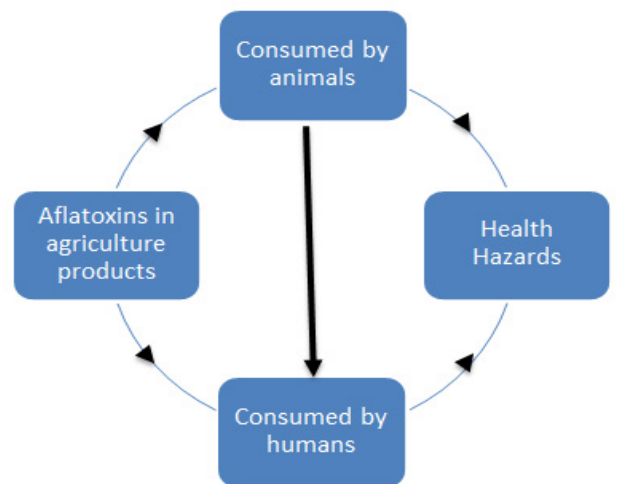 Consumed by
animals
Aflatoxins in
agriculture
products
Health
Hazards
Consumed by
humans